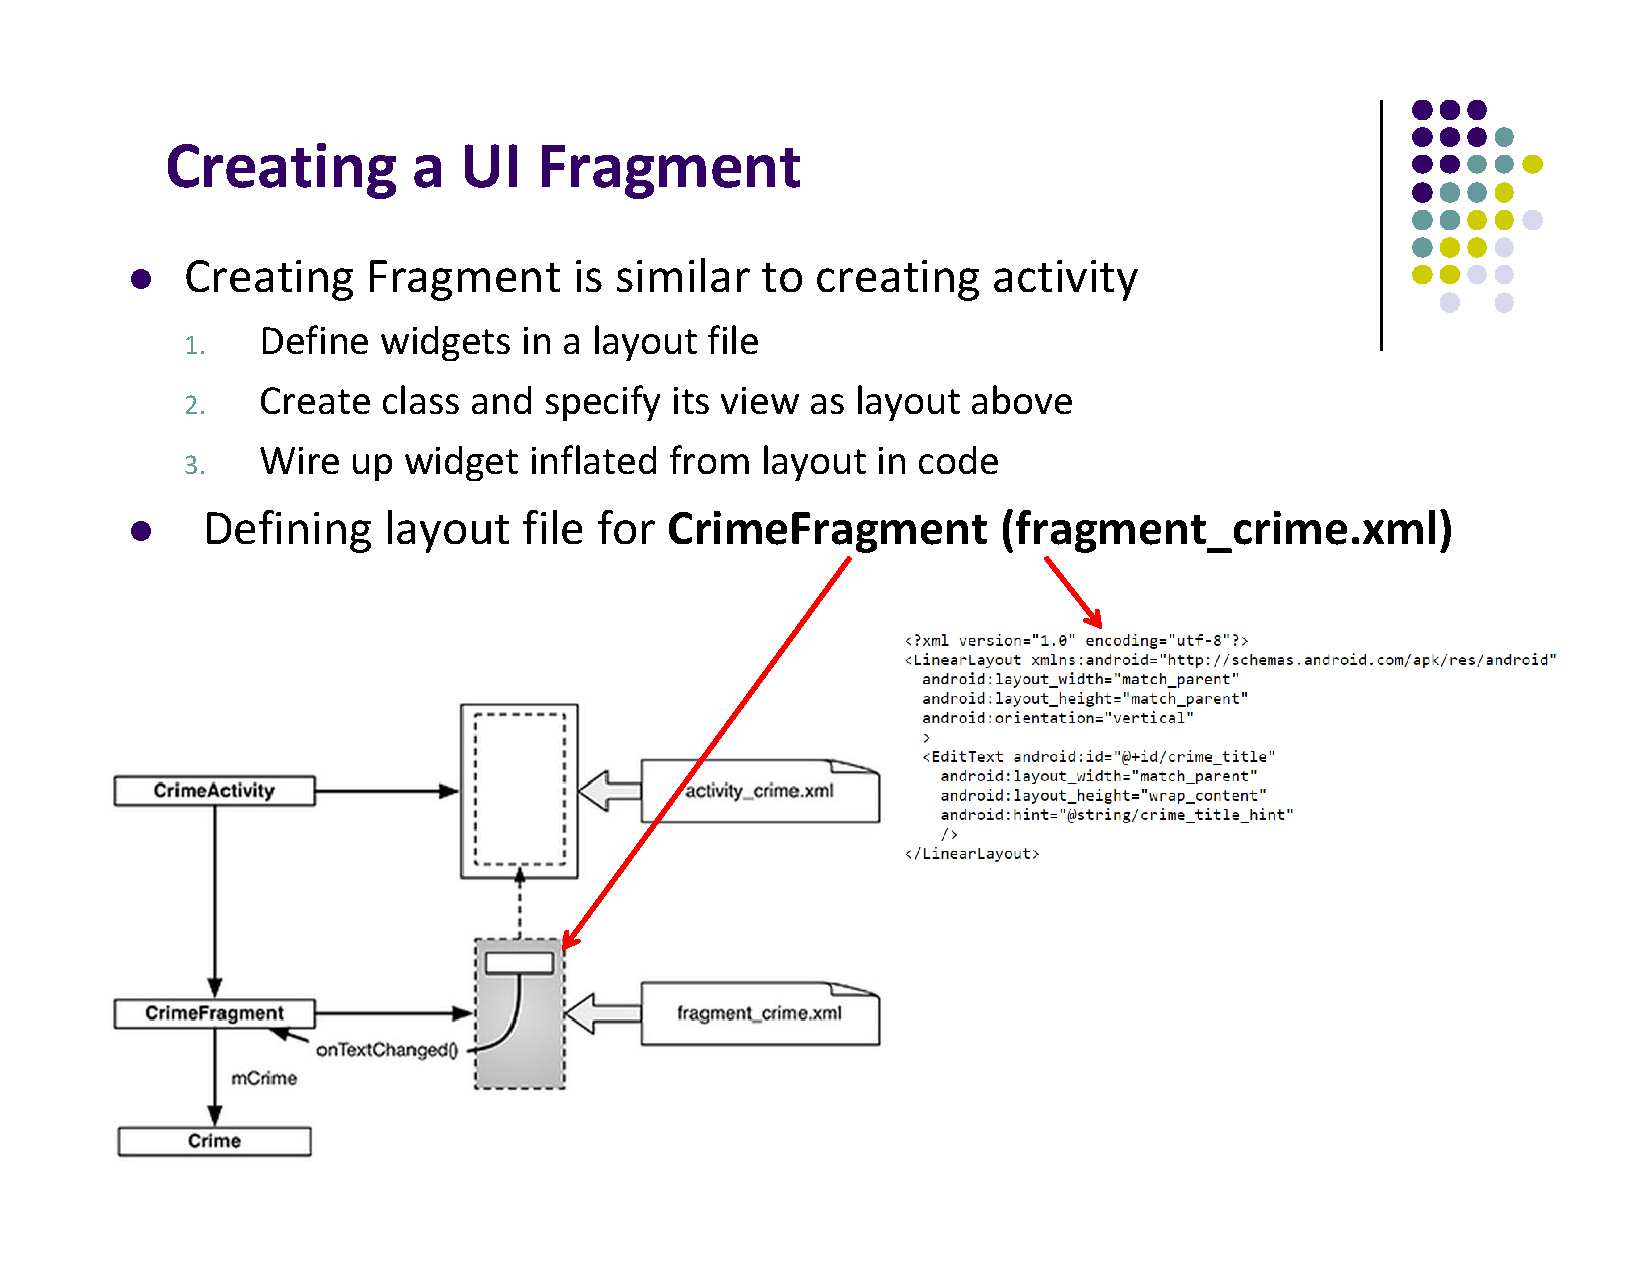 Creating a UI Fragment
● Creating Fragment is similar to creating activity
1. Define widgets in a layout file
2. Create class and specify its view as layout above
3. Wire up widget inflated from layout in code
● Defining layout file for CrimeFragment (fragment_crime.xml)
<?xml version="1.0" encoding="utf-8"?>
<LinearLayout xmlns:android="http://schemas.android.com/apk/res/android"
android:layout_width="match_parent"
android:layout_height="match_parent"
android:orientation="vertical"
>
<EditText android:id="@+id/crime_title"
android:layout_width="match_parent"
android:layout_height="wrap_content"
android:hint="@string/crime_title_hint"
/>
</LinearLayout>
CrimeActivity
activity_crime.xml
CrimeFragment
fragment_crime.xml
onTextChanged()
mCrime
Crime